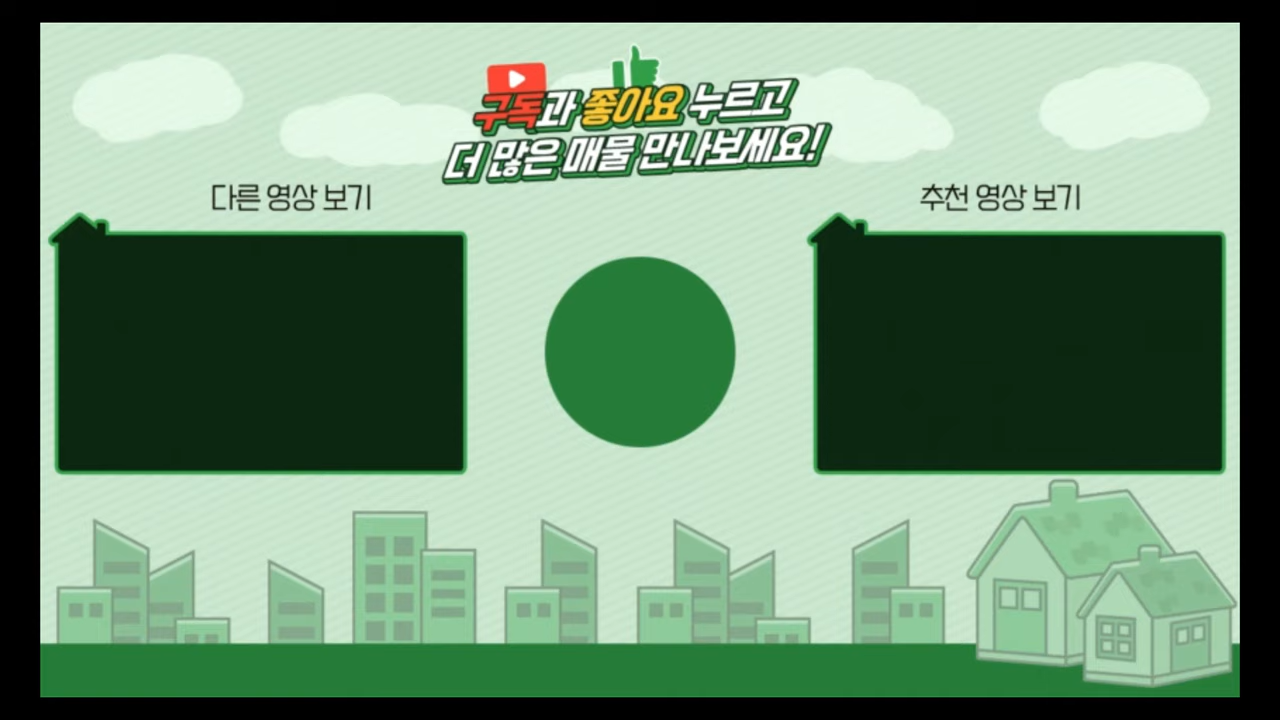 구독과 좋아요 누르고
더 많은 매물 만나보세요!
다른 영상 보기
추천 영상 보기